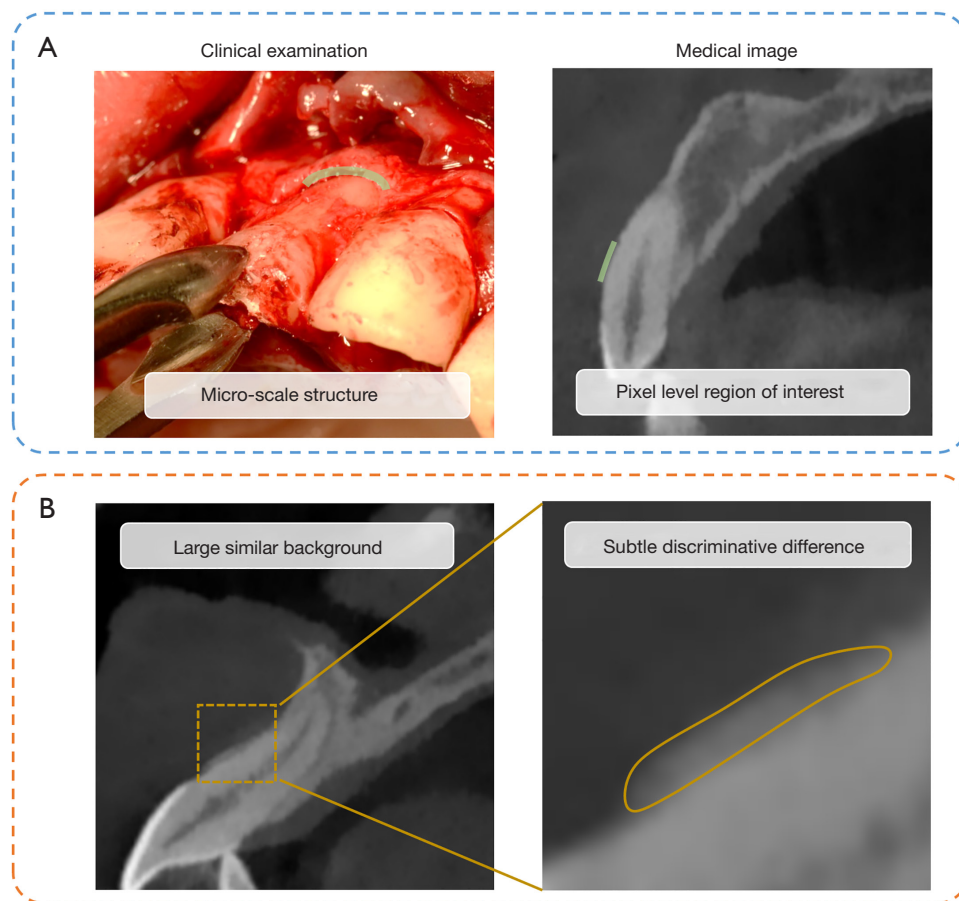 A
Clinical examination
Medical image
Micro-scale structure
Pixel level region of interest
B
Large similar background
Subtle discriminative difference